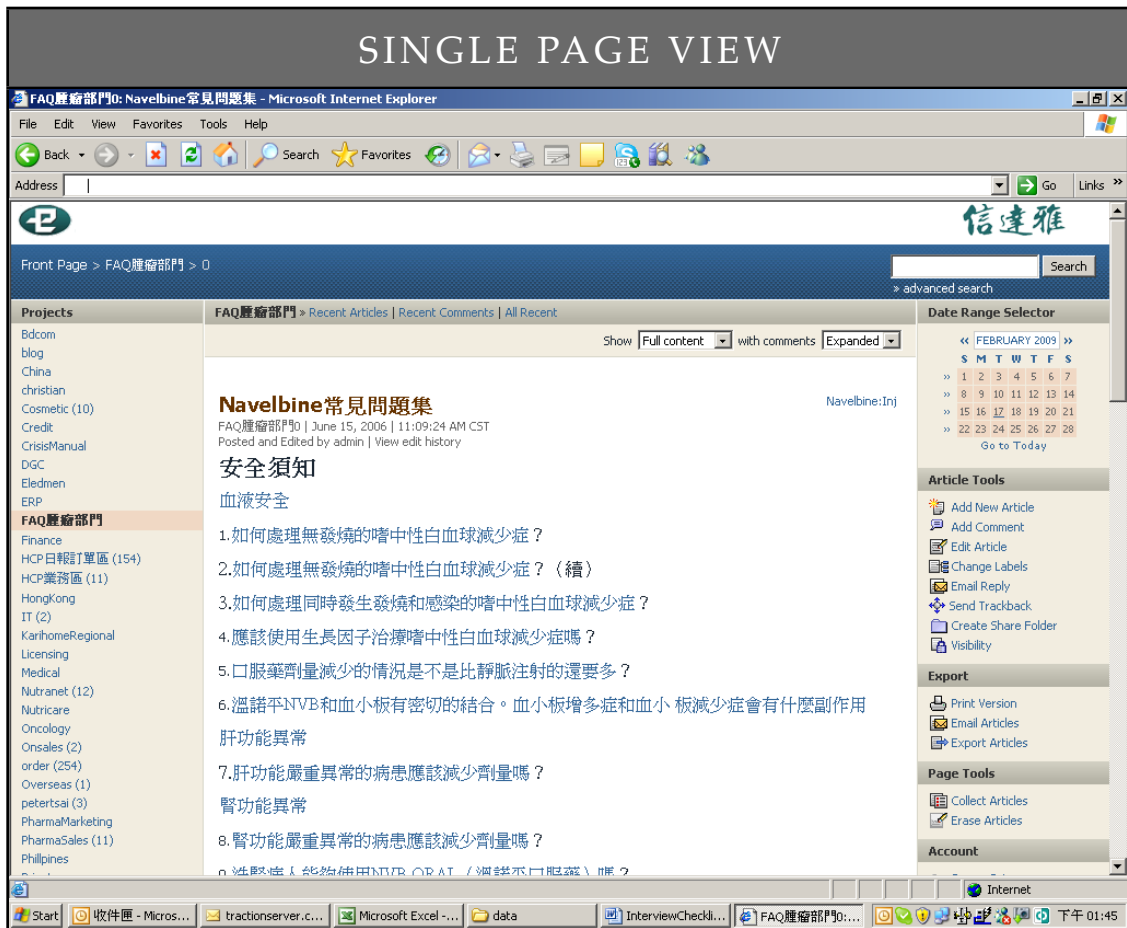 SINGLE PAGE VIEW
FAQ腫瘤部門0: Navelbine常見問題集 - Microsoft Internet Explorer
File Edit View Favorites Tools Help
Back Search Favorites
Address Go Links »
信達雅
Front Page > FAQ腫瘤部門 > 0
Search
» advanced search
Projects
Bdcom
blog
China
christian
Cosmetic (10)
Credit
CrisisManual
DGC
Eledmen
ERP
FAQ腫瘤部門
Finance
HCP日報訂單區 (154)
HCP業務區 (11)
HongKong
IT (2)
KarihomeRegional
Licensing
Medical
Nutranet (12)
Nutricare
Oncology
Onsales (2)
order (254)
Overseas (1)
petertsai (3)
PharmaMarketing
PharmaSales (11)
Phillpines
FAQ腫瘤部門 » Recent Articles | Recent Comments | All Recent
Show Full content with comments Expanded
Navelbine常見問題集
Navelbine:Inj
FAQ腫瘤部門0 | June 15, 2006 | 11:09:24 AM CST
Posted and Edited by admin | View edit history
安全須知
血液安全
1.如何處理無發燒的嗜中性白血球減少症？
2.如何處理無發燒的嗜中性白血球減少症？（續）
3.如何處理同時發生發燒和感染的嗜中性白血球減少症？
4.應該使用生長因子治療嗜中性白血球減少症嗎？
5.口服藥劑量減少的情況是不是比靜脈注射的還要多？
6.溫諾平NVB和血小板有密切的結合。血小板增多症和血小 板減少症會有什麼副作用
肝功能異常
7.肝功能嚴重異常的病患應該減少劑量嗎？
腎功能異常
8.腎功能嚴重異常的病患應該減少劑量嗎？
Date Range Selector
« FEBRUARY 2009 »
S M T W T F S
» 1 2 3 4 5 6 7
» 8 9 10 11 12 13 14
» 15 16 17 18 19 20 21
» 22 23 24 25 26 27 28
Go to Today
Article Tools
Add New Article
Add Comment
Edit Article
Change Labels
Email Reply
Send Trackback
Create Share Folder
Visibility
Export
Print Version
Email Articles
Export Articles
Page Tools
Collect Articles
Erase Articles
Account
Internet
Start 收件匣 - Micros... tractionserver.c... Microsoft Excel -... data InterviewCheckli... FAQ腫瘤部門0:... 下午 01:45